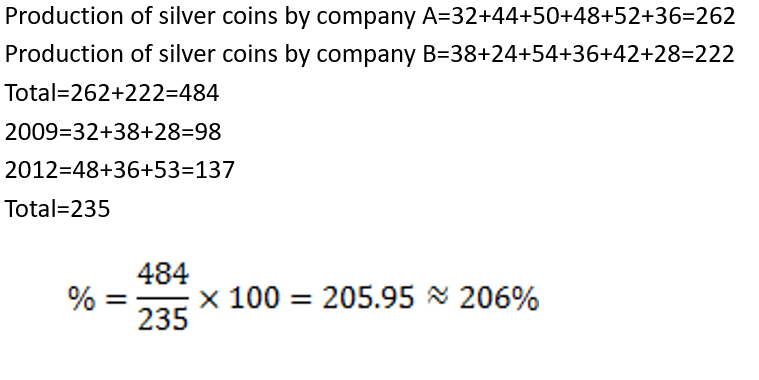 Production of silver coins by company A=32+44+50+48+52+36=262
Production of silver coins by company B=38+24+54+36+42+28=222
Total=262+222=484
2009=32+38+28=98
2012=48+36+53=137
Total=235
% = 484/235 × 100 = 205.95 ≈ 206%